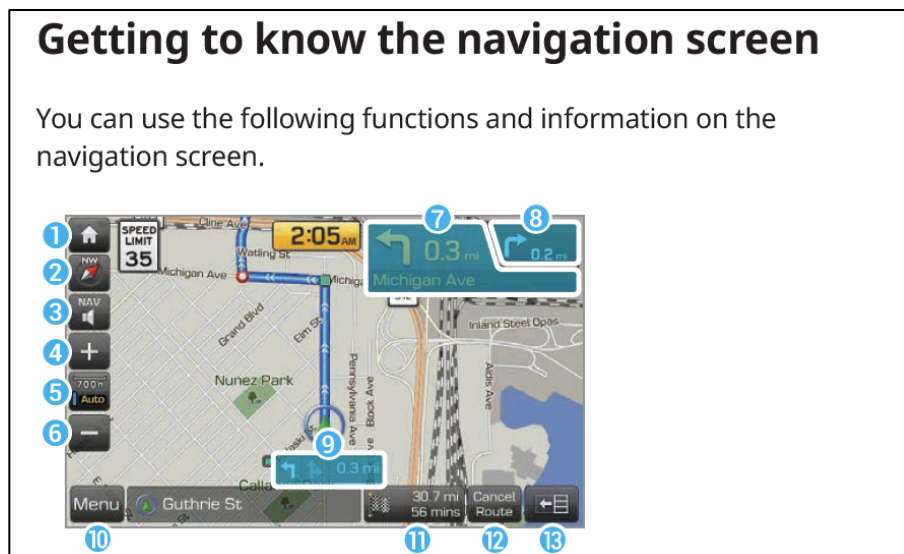 Getting to know the navigation screen
You can use the following functions and information on the
navigation screen.
1
SPEED
LIMIT
35
Cline Ave
2:05 AM
7
0.3 mi
Michigan Ave
8
0.2 mi
2
NW
Watling St
Michigan Ave
3
NAV
Grand Blvd
Elm St
Inland Steel Opas
4
+
5
700 ft
Auto
Nunez Park
Pennsylvania Ave
Block Ave
Aldis Ave
6
−
9
0.3 mi
Menu
Guthrie St
30.7 mi
56 mins
Cancel
Route
10
11
12
13